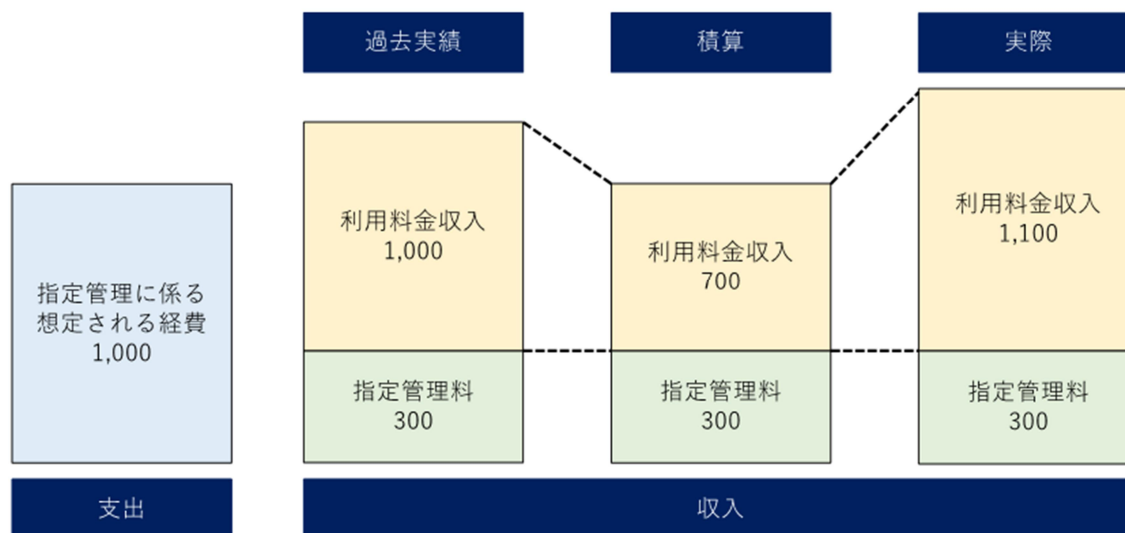 過去実績
積算
実際
指定管理に係る
想定される経費
1,000
利用料金収入
1,000
利用料金収入
700
利用料金収入
1,100
指定管理料
300
指定管理料
300
指定管理料
300
支出
収入